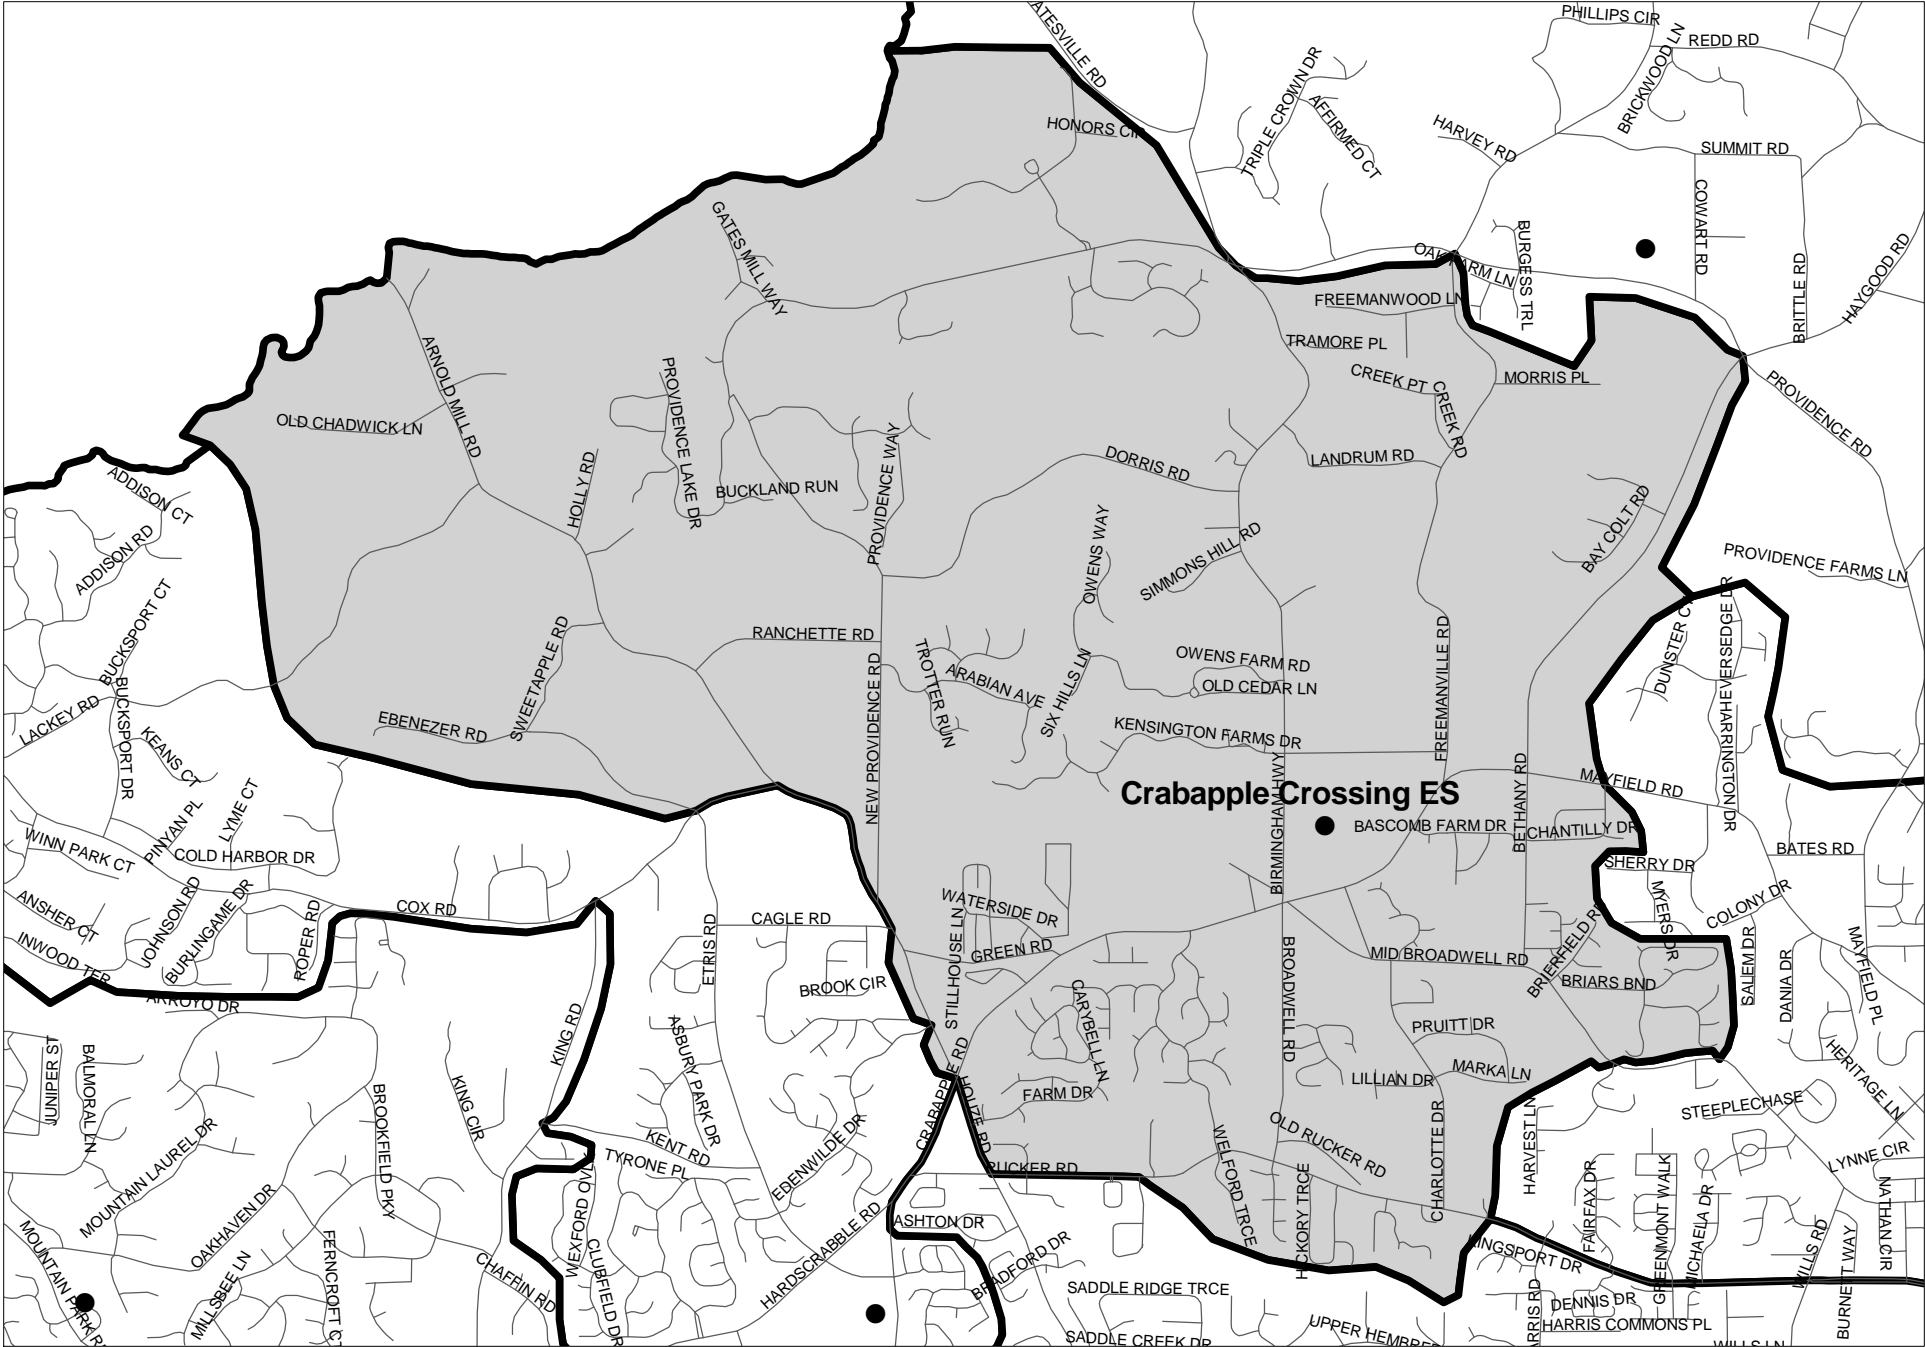 PHILLIPS CIR
REDD RD
BRICKWOOD LN
TRIPLE CROWN DR
AFFIRMED CT
HARVEY RD
SUMMIT RD
COWART RD
HONORS CIR
GATES MILL WAY
OAK FARM LN
BURGESS TRL
BRITTLE RD
HAYGOOD RD
FREEMANWOOD LN
TRAMORE PL
CREEK PT
CREEK RD
MORRIS PL
PROVIDENCE RD
ARNOLD MILL RD
OLD CHADWICK LN
PROVIDENCE LAKE DR
HOLLY RD
BUCKLAND RUN
PROVIDENCE WAY
DORRIS RD
LANDRUM RD
BAY COLT RD
PROVIDENCE FARMS LN
ADDISON CT
ADDISON RD
OWENS WAY
SIMMONS HILL RD
BUCKSPORT CT
BUCKSPORT DR
SWEETAPPLE RD
RANCHETTE RD
NEW PROVIDENCE RD
TROTTER RUN
ARABIAN AVE
SIX HILLS LN
OWENS FARM RD
OLD CEDAR LN
FREEMANVILLE RD
DUNSTER CT
HARRINGTON DR
LACKEY RD
KEANS CT
EBENEZER RD
KENSINGTON FARMS DR
BIRMINGHAM HWY
BETHANY RD
MAYFIELD RD
Crabapple Crossing ES
PINYAN PL
LYME CT
BASCOMB FARM DR
CHANTILLY DR
WINN PARK CT
COLD HARBOR DR
SHERRY DR
BATES RD
ANSHER CT
JOHNSON RD
BURLINGAME DR
ROPER RD
COX RD
ETRIS RD
CAGLE RD
WATERSIDE DR
STILLHOUSE LN
GREEN RD
BROADWELL RD
MID BROADWELL RD
BRIERFIELD RD
MYERS DR
COLONY DR
SALEM DR
DANIA DR
MAYFIELD PL
INWOOD TER
ARROYO DR
BROOK CIR
BRIARS BND
KING RD
ASBURY PARK DR
CARYBELL LN
PRUITT DR
MARKA LN
LILLIAN DR
JUNIPER ST
BALMORAL LN
KING CIR
CRABAPPLE RD
HOUZE RD
FARM DR
STEEPLECHASE
HERITAGE LN
BROOKFIELD PKY
MOUNTAIN LAUREL DR
KENT RD
TYRONE PL
EDENWILDE DR
RUCKER RD
OLD RUCKER RD
WELFORD TRCE
HICKORY TRCE
CHARLOTTE DR
HARVEST LN
FAIRFAX DR
GREENMONT WALK
MICHAELA DR
LYNNE CIR
NATHAN CIR
OAKHAVEN DR
MOUNTAIN PARK R
MILLSBEE LN
FERNCROFT CT
CHAFFIN RD
CLUBFIELD DR
HARDSCRABBLE RD
ASHTON DR
BRADFORD DR
SADDLE RIDGE TRCE
SADDLE CREEK DR
KINGSPORT DR
DENNIS DR
HARRIS COMMONS PL
WILLS RD
BURNETT WAY